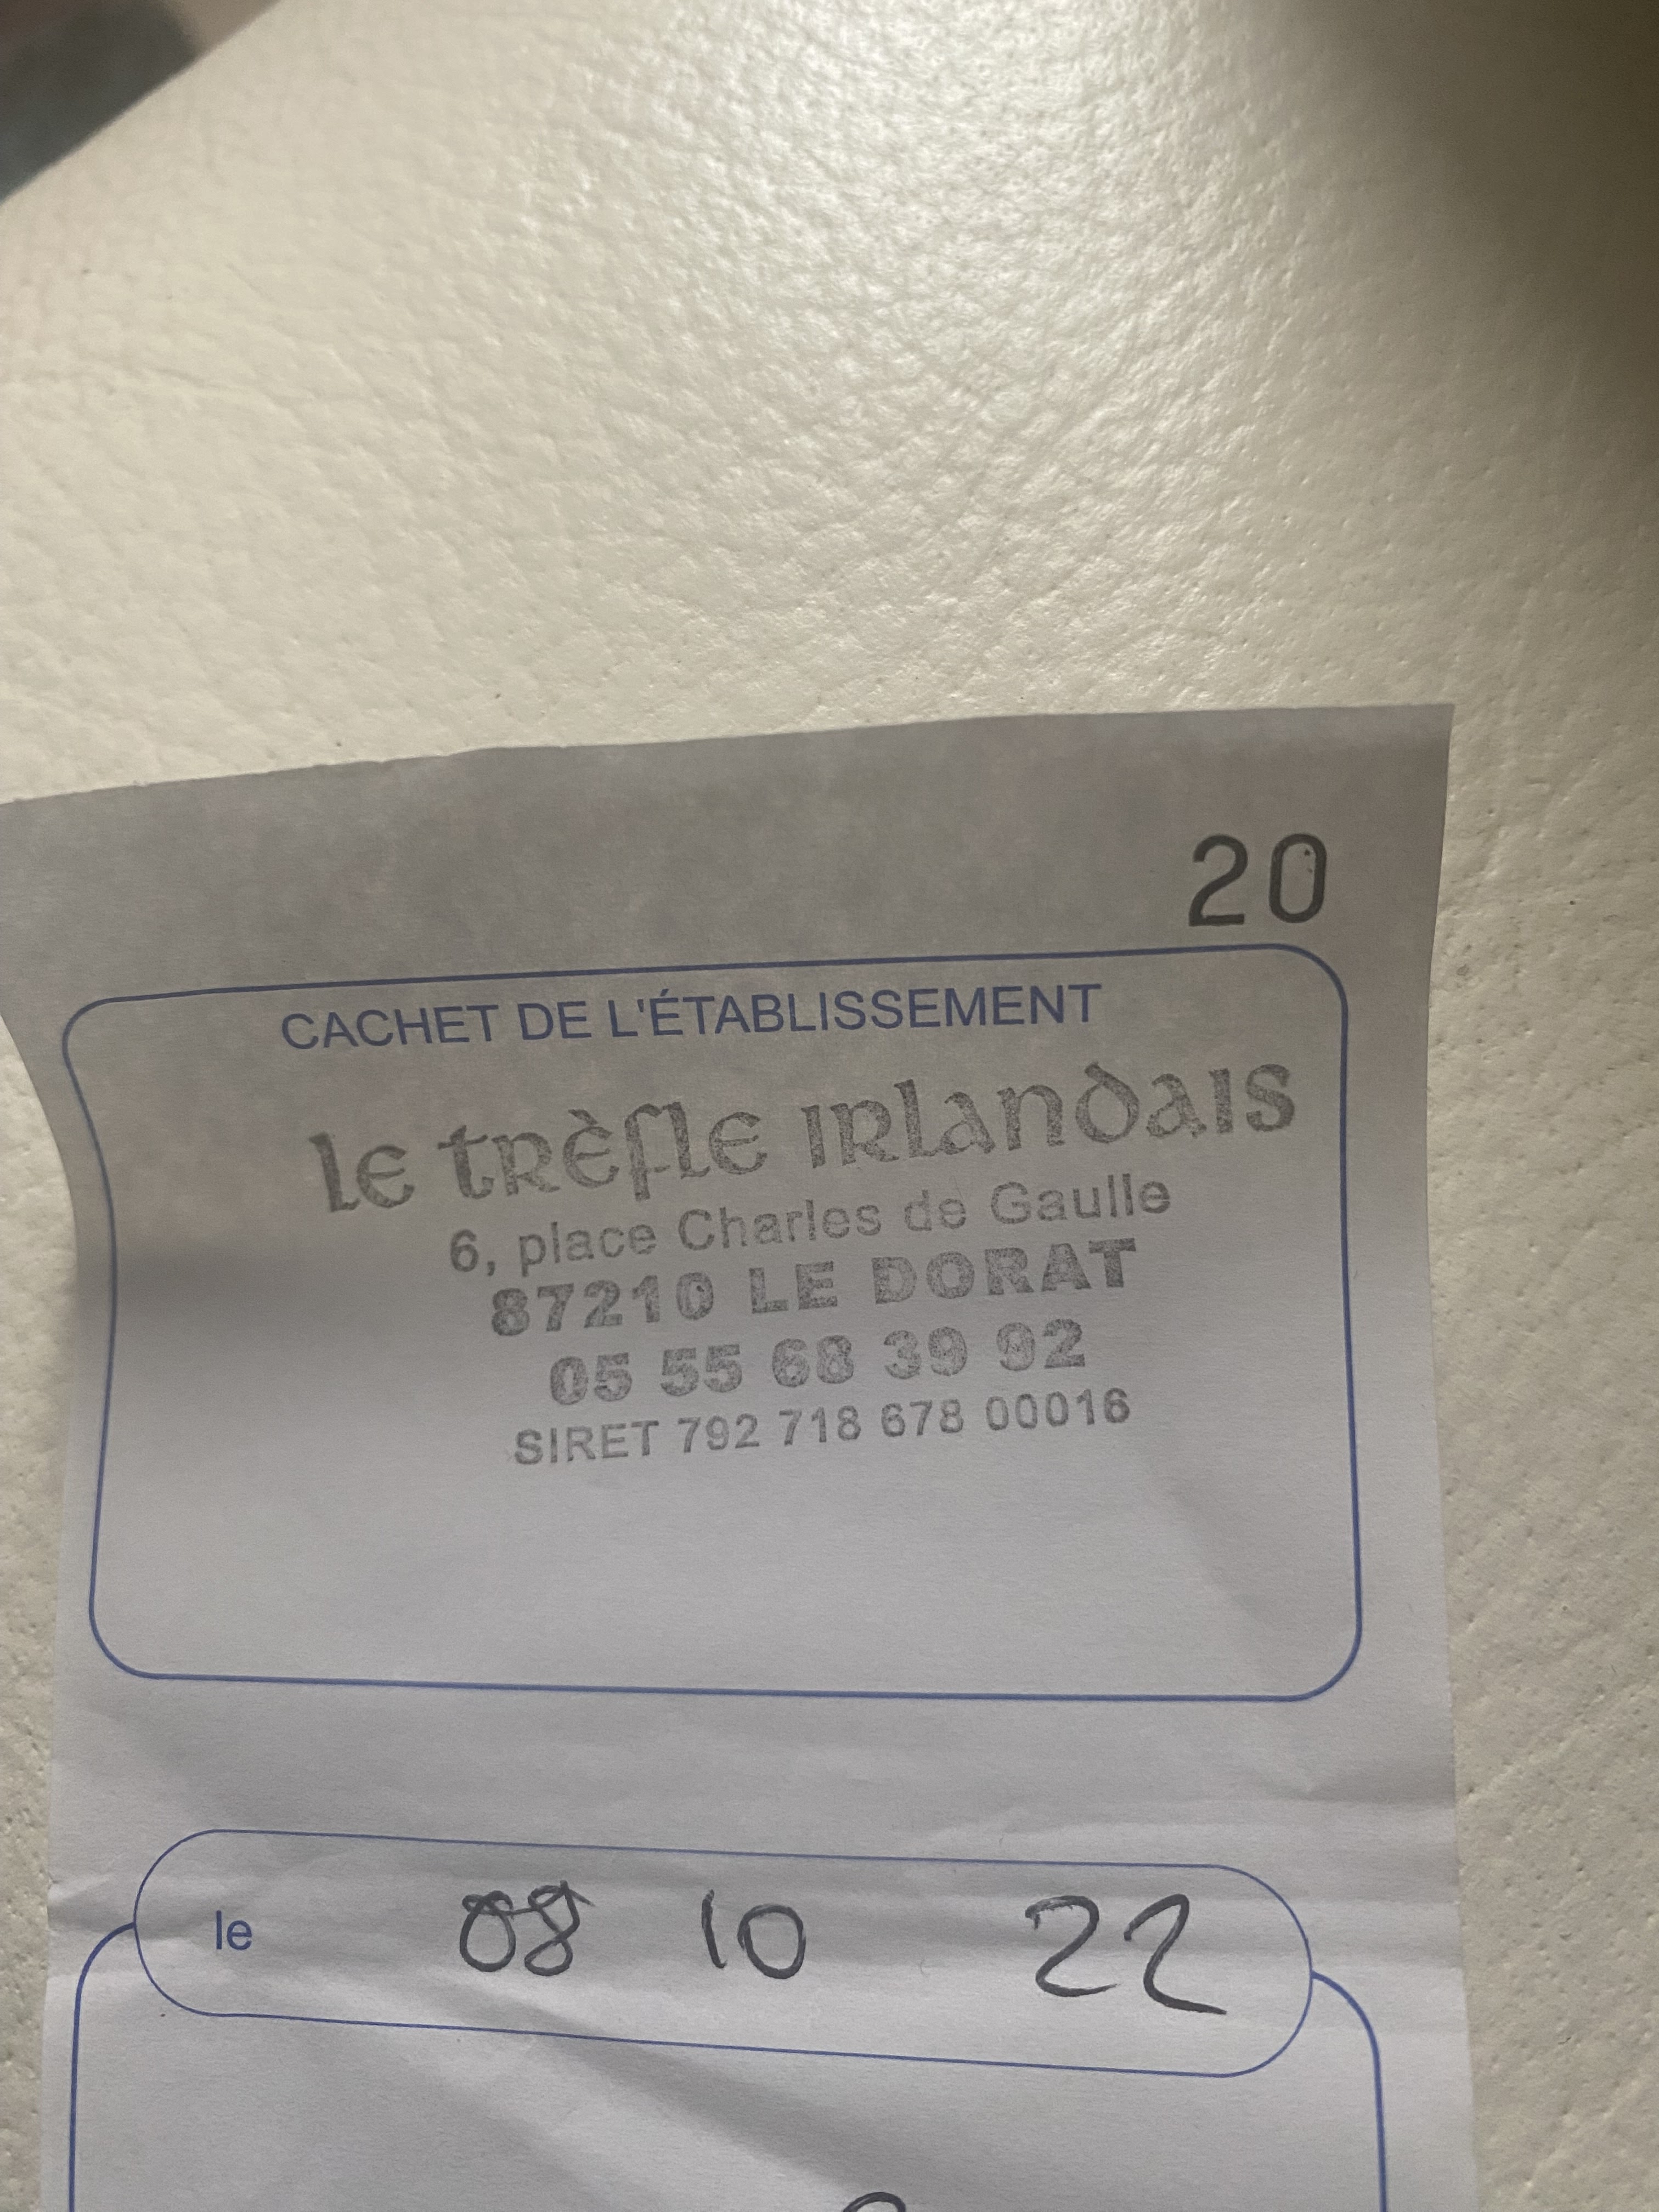 20
CACHET DE L'ÉTABLISSEMENT
le trèfle irlandais
6, place Charles de Gaulle
87210 LE DORAT
05 55 68 39 92
SIRET 792 718 678 00016
le 08 10 22